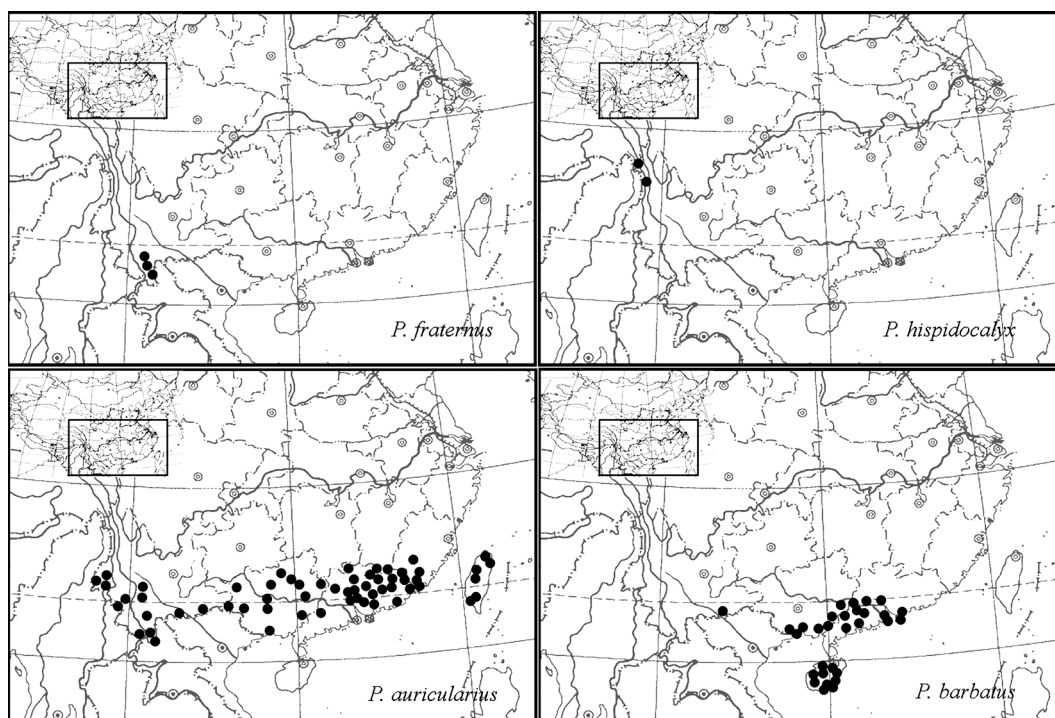 P. fraternus
P. hispidocalyx
P. auricularius
P. barbatus